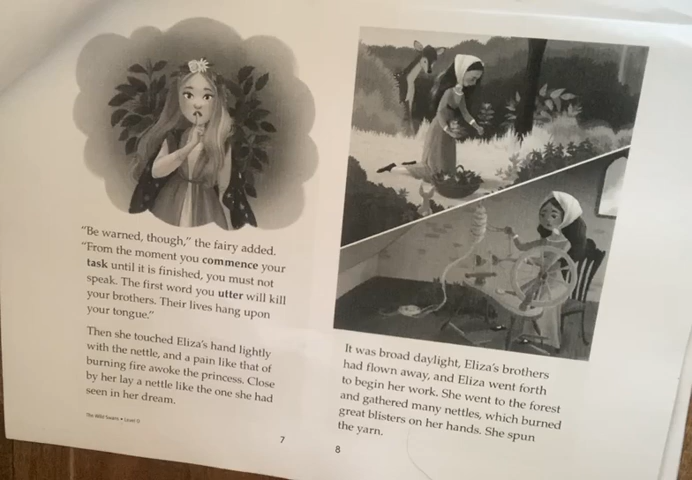 "Be warned, though," the fairy added.
"From the moment you commence your
task until it is finished, you must not
speak. The first word you utter will kill
your brothers. Their lives hang upon
your tongue."
Then she touched Eliza's hand lightly
with the nettle, and a pain like that of
burning fire awoke the princess. Close
by her lay a nettle like the one she had
seen in her dream.
The Wild Swans • Level U
7
It was broad daylight, Eliza's brothers
had flown away, and Eliza went forth
to begin her work. She went to the forest
and gathered many nettles, which burned
great blisters on her hands. She spun
the yarn.
8